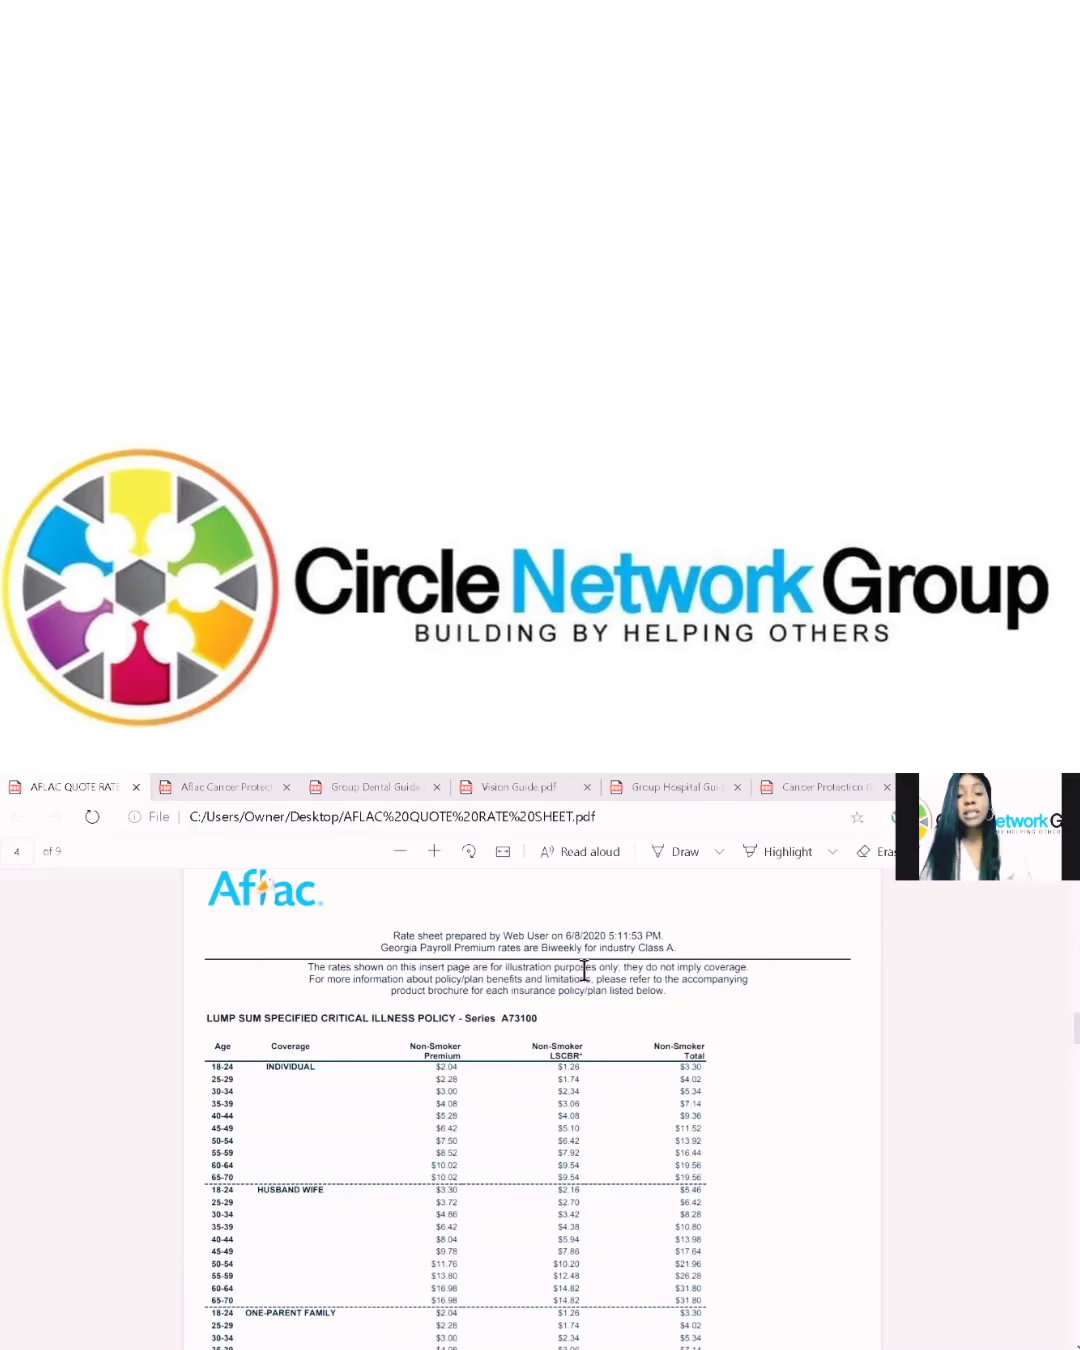 Circle Network Group
BUILDING BY HELPING OTHERS
AFLAC QUOTE RATE
Aflac Cancer Protect
Group Dental Guide
Vision Guide.pdf
Group Hospital Gui
Cancer Protection G
File
C:/Users/Owner/Desktop/AFLAC%20QUOTE%20RATE%20SHEET.pdf
etwork G
4 of 9
Read aloud
Draw
Highlight
Eras
Aflac.
Rate sheet prepared by Web User on 6/8/2020 5:11:53 PM.
Georgia Payroll Premium rates are Biweekly for industry Class A.
The rates shown on this insert page are for illustration purposes only; they do not imply coverage.
For more information about policy/plan benefits and limitations, please refer to the accompanying
product brochure for each insurance policy/plan listed below.
LUMP SUM SPECIFIED CRITICAL ILLNESS POLICY - Series A73100
Age Coverage Non-Smoker Premium Non-Smoker LSCBR* Non-Smoker Total
18-24 INDIVIDUAL $2.04 $1.26 $3.30
25-29 $2.28 $1.74 $4.02
30-34 $3.00 $2.34 $5.34
35-39 $4.08 $3.06 $7.14
40-44 $5.28 $4.08 $9.36
45-49 $6.42 $5.10 $11.52
50-54 $7.50 $6.42 $13.92
55-59 $8.52 $7.92 $16.44
60-64 $10.02 $9.54 $19.56
65-70 $10.02 $9.54 $19.56
18-24 HUSBAND WIFE $3.30 $2.16 $5.46
25-29 $3.72 $2.70 $6.42
30-34 $4.86 $3.42 $8.28
35-39 $6.42 $4.38 $10.80
40-44 $8.04 $5.94 $13.98
45-49 $9.78 $7.86 $17.64
50-54 $11.76 $10.20 $21.96
55-59 $13.80 $12.48 $26.28
60-64 $16.98 $14.82 $31.80
65-70 $16.98 $14.82 $31.80
18-24 ONE-PARENT FAMILY $2.04 $1.26 $3.30
25-29 $2.28 $1.74 $4.02
30-34 $3.00 $2.34 $5.34